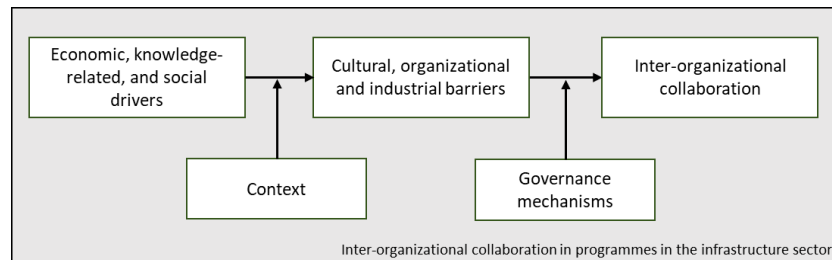 Economic, knowledge-
related, and social
drivers
Cultural, organizational
and industrial barriers
Inter-organizational
collaboration
Context
Governance
mechanisms
Inter-organizational collaboration in programmes in the infrastructure sector